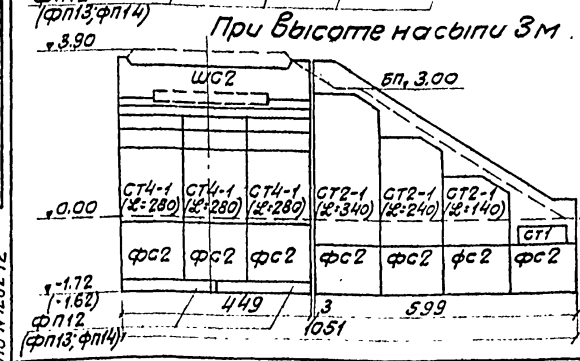 (фп13; фп14)
При высоте насыпи 3м.
3.90
шс2
БП, 3.00
ст4-1 ст4-1 ст4-1 ст2-1 ст2-1 ст2-1
(ℒ=280) (ℒ=280) (ℒ=280) (ℒ=340) (ℒ=240) (ℒ=140)
0.00
ст1
фс2 фс2 фс2 фс2 фс2 фс2 фс2
-1.72
(-1.62)
449 3 599
фп12
(фп13; фп14)
1051